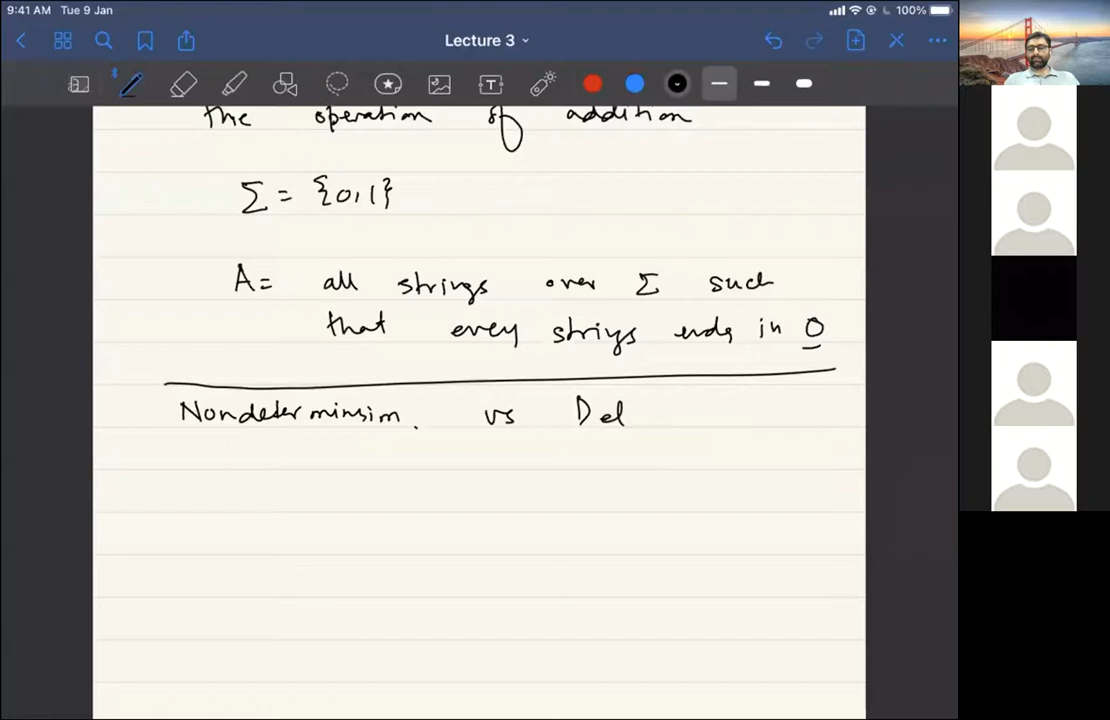 9:41 AM Tue 9 Jan
100%
Lecture 3
the operation of addition
Σ = {0,1}
A = all strings over Σ such
that every strings ends in 0
Nondeterminsim. vs Det